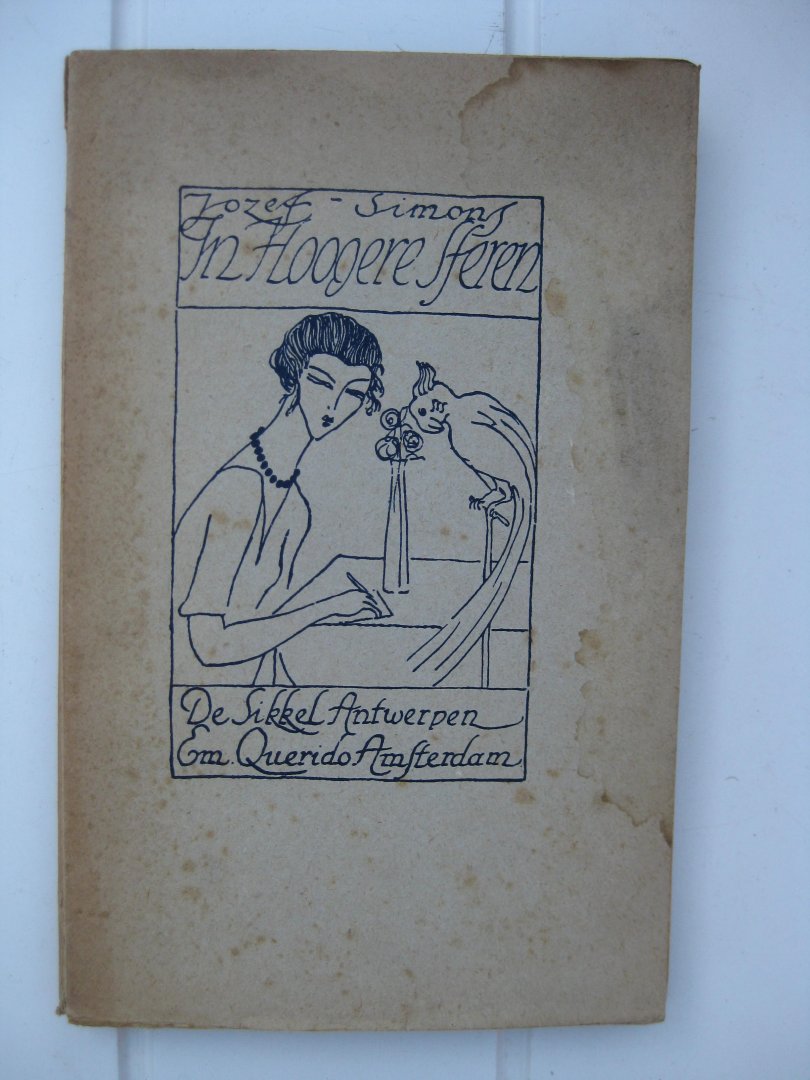 Jozef - Simons
In Hoogere Sferen
De Sikkel Antwerpen
Em. Querido Amsterdam